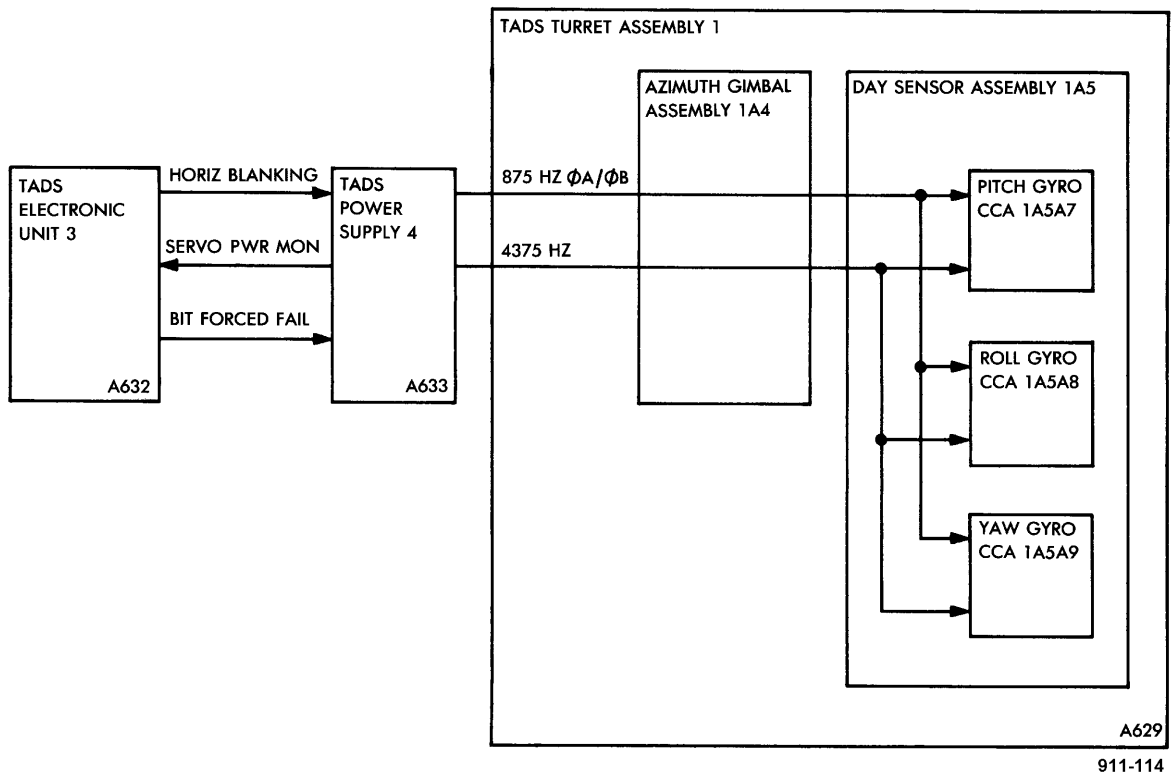 TADS TURRET ASSEMBLY 1
AZIMUTH GIMBAL
ASSEMBLY 1A4
DAY SENSOR ASSEMBLY 1A5
TADS
ELECTRONIC
UNIT 3
A632
HORIZ BLANKING
SERVO PWR MON
BIT FORCED FAIL
TADS
POWER
SUPPLY 4
A633
875 HZ ϕA/ϕB
4375 HZ
PITCH GYRO
CCA 1A5A7
ROLL GYRO
CCA 1A5A8
YAW GYRO
CCA 1A5A9
A629
911-114